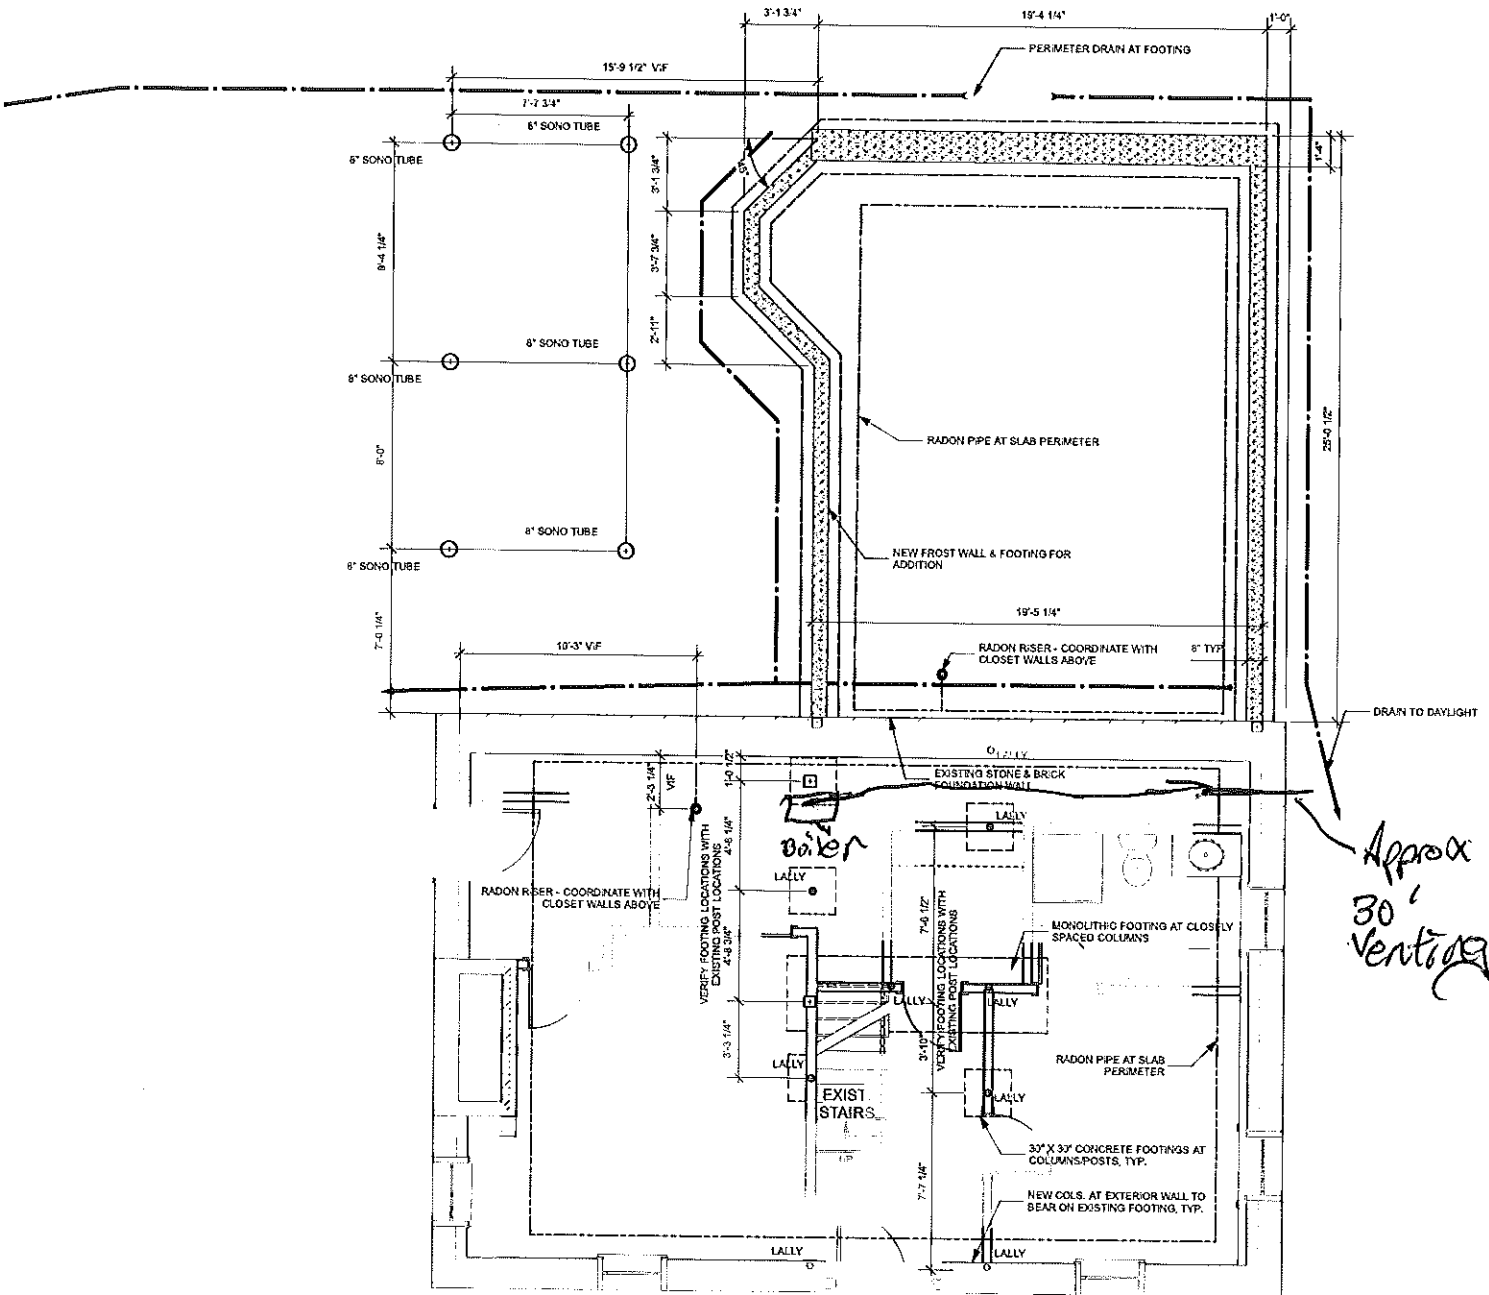 3'-1 3/4"
19'-4 1/4"
1'-0"
PERIMETER DRAIN AT FOOTING
15'-9 1/2" VIF
7'-7 3/4"
8" SONO TUBE
8" SONO TUBE
1'-4"
45°
3'-1 3/4"
3'-7 3/4"
2'-11"
9'-4 1/4"
8" SONO TUBE
8" SONO TUBE
25'-0 1/2"
RADON PIPE AT SLAB PERIMETER
8'-0"
8" SONO TUBE
8" SONO TUBE
NEW FROST WALL & FOOTING FOR
ADDITION
19'-5 1/4"
7'-0 1/4"
10'-3" VIF
RADON RISER - COORDINATE WITH
CLOSET WALLS ABOVE
8" TYP
DRAIN TO DAYLIGHT
LALLY
EXISTING STONE & BRICK
FOUNDATION WALL
2'-3 1/4"
VIF
1'-0 1/2"
4'-8 1/4"
LALLY
Boiler
Approx
30'
Venting
LALLY
RADON RISER - COORDINATE WITH
CLOSET WALLS ABOVE
VERIFY FOOTING LOCATIONS WITH
EXISTING POST LOCATIONS
4'-8 3/4"
7'-6 1/2"
VERIFY FOOTING LOCATIONS WITH
EXISTING POST LOCATIONS
MONOLITHIC FOOTING AT CLOSELY
SPACED COLUMNS
LALLY
3'-3 1/4"
3'-10"
LALLY
RADON PIPE AT SLAB
PERIMETER
EXIST.
STAIRS
LALLY
UP
30" X 30" CONCRETE FOOTINGS AT
COLUMNS/POSTS, TYP.
7'-7 1/4"
NEW COLS. AT EXTERIOR WALL TO
BEAR ON EXISTING FOOTING, TYP.
LALLY
LALLY